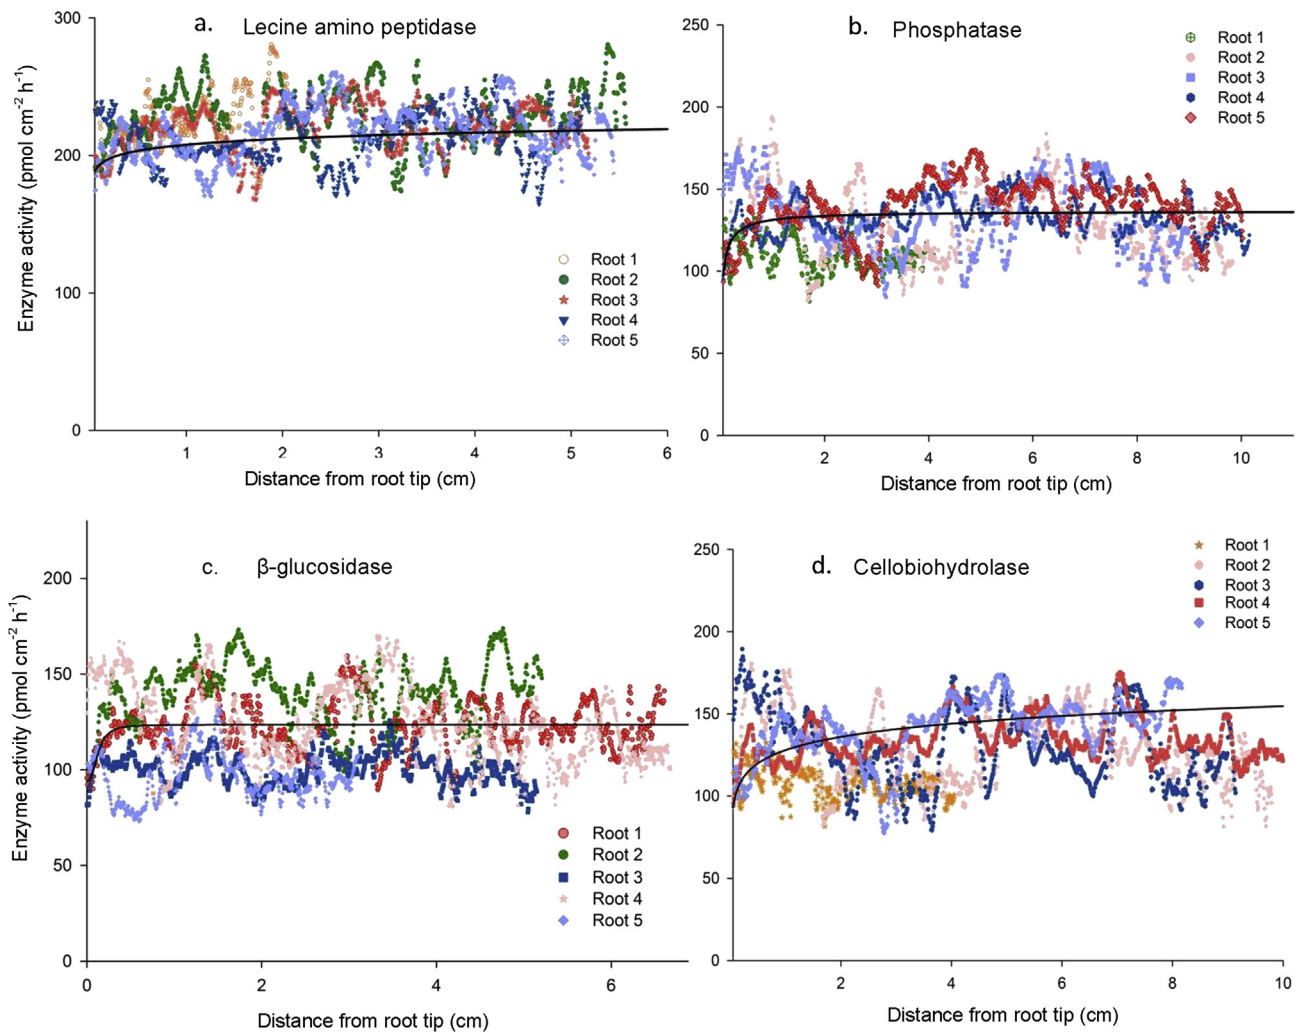 a. Lecine amino peptidase
300
200
100
0
Enzyme activity (pmol cm⁻² h⁻¹)
Root 1
Root 2
Root 3
Root 4
Root 5
1 2 3 4 5 6
Distance from root tip (cm)
b. Phosphatase
250
200
150
100
50
0
Root 1
Root 2
Root 3
Root 4
Root 5
2 4 6 8 10
Distance from root tip (cm)
c. β-glucosidase
200
150
100
50
0
Enzyme activity (pmol cm⁻² h⁻¹)
Root 1
Root 2
Root 3
Root 4
Root 5
0 2 4 6
Distance from root tip (cm)
d. Cellobiohydrolase
250
200
150
100
50
0
Root 1
Root 2
Root 3
Root 4
Root 5
2 4 6 8 10
Distance from root tip (cm)